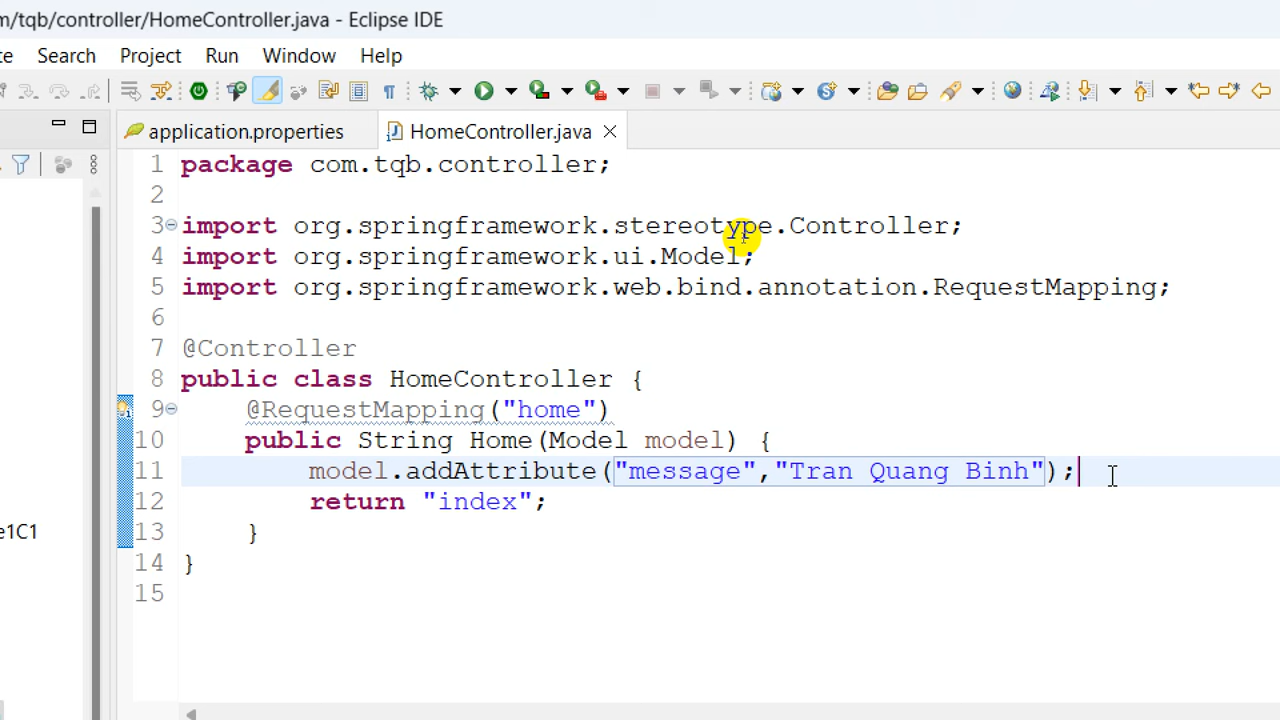 m/tqb/controller/HomeController.java - Eclipse IDE
te Search Project Run Window Help
application.properties HomeController.java
1 package com.tqb.controller;
2
3 import org.springframework.stereotype.Controller;
4 import org.springframework.ui.Model;
5 import org.springframework.web.bind.annotation.RequestMapping;
6
7 @Controller
8 public class HomeController {
9 @RequestMapping("home")
10 public String Home(Model model) {
11 model.addAttribute("message","Tran Quang Binh");
12 return "index";
13 }
14 }
15
e1C1